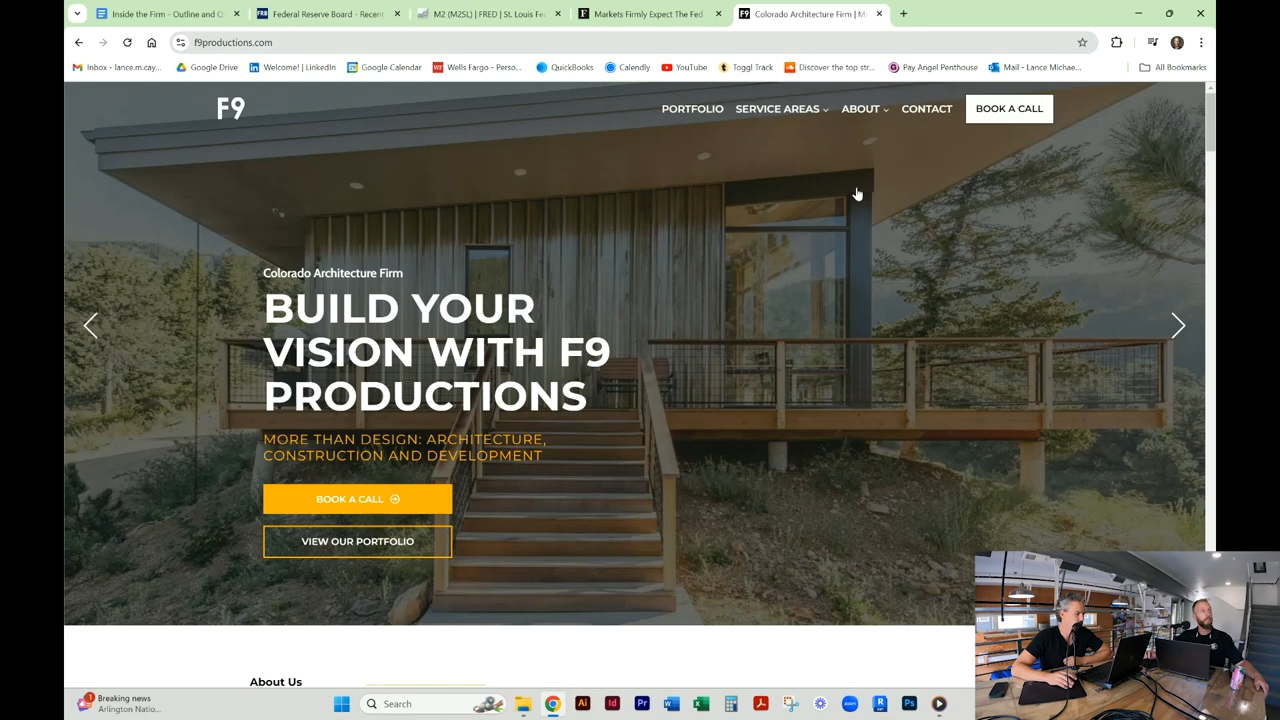 Inside the Firm - Outline and Q
Federal Reserve Board - Recent
M2 (M2SL) | FRED | St. Louis Fe
Markets Firmly Expect The Fed
Colorado Architecture Firm | M
f9productions.com
Inbox - lance.m.cay...
Google Drive
Welcome! | LinkedIn
Google Calendar
Wells Fargo - Perso...
QuickBooks
Calendly
YouTube
Toggl Track
Discover the top str...
Pay Angel Penthouse
Mail - Lance Michae...
All Bookmarks
F9
PORTFOLIO
SERVICE AREAS
ABOUT
CONTACT
BOOK A CALL
Colorado Architecture Firm
BUILD YOUR
VISION WITH F9
PRODUCTIONS
MORE THAN DESIGN: ARCHITECTURE,
CONSTRUCTION AND DEVELOPMENT
BOOK A CALL
VIEW OUR PORTFOLIO
About Us
Breaking news
Arlington Natio...
Search